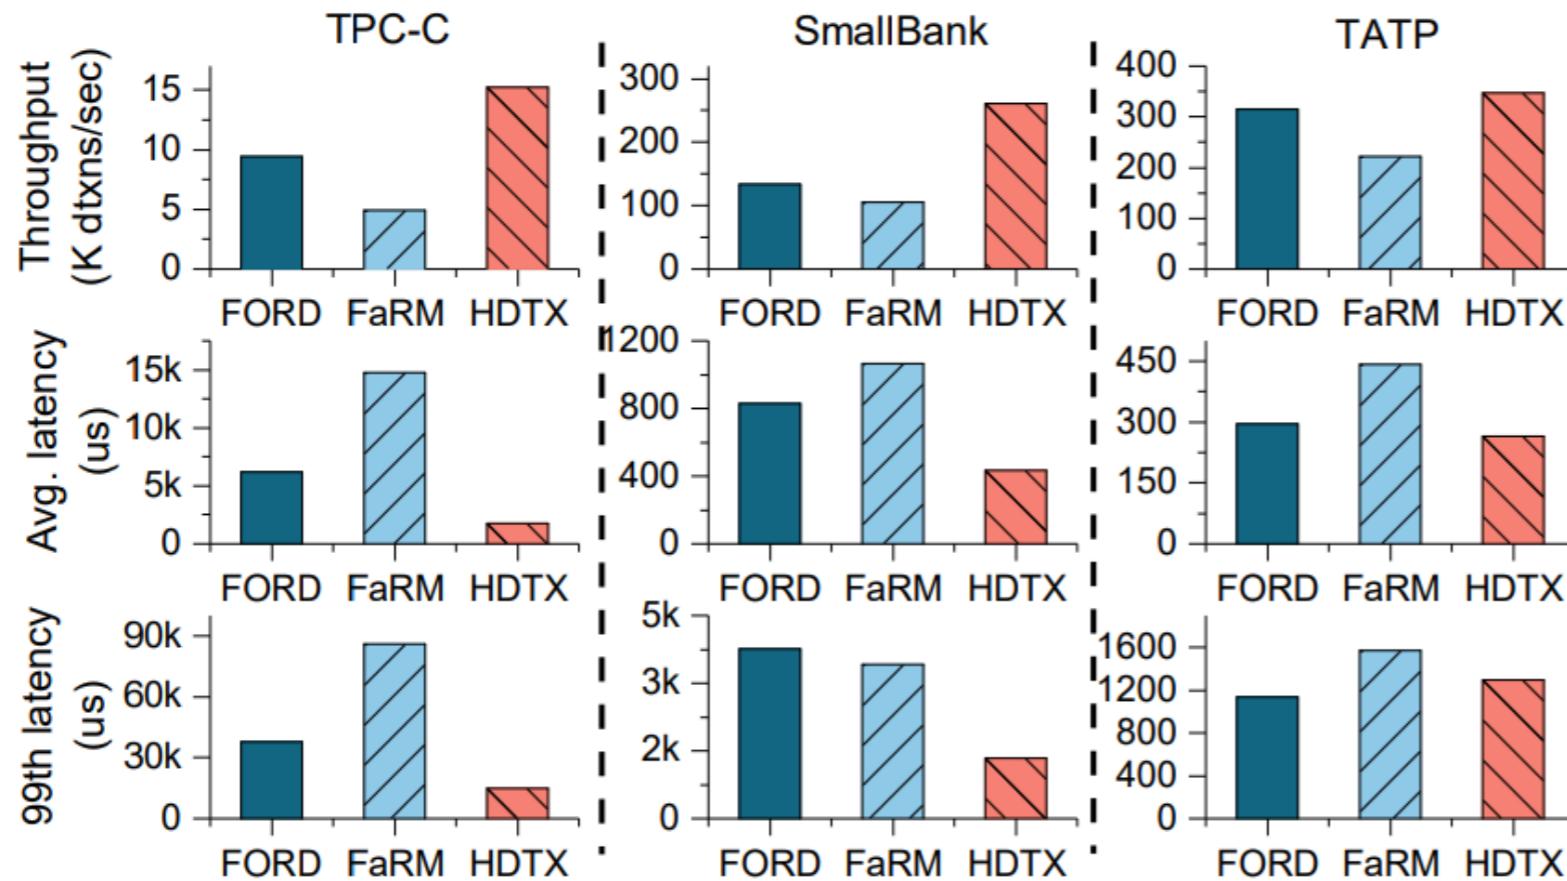 TPC-C
SmallBank
TATP
Throughput
(K dtxns/sec)
15
10
5
0
FORD FaRM HDTX
300
200
100
0
FORD FaRM HDTX
400
300
200
100
0
FORD FaRM HDTX
Avg. latency
(us)
15k
10k
5k
0
FORD FaRM HDTX
1200
800
400
0
FORD FaRM HDTX
450
300
150
0
FORD FaRM HDTX
99th latency
(us)
90k
60k
30k
0
FORD FaRM HDTX
5k
3k
2k
0
FORD FaRM HDTX
1600
1200
800
400
0
FORD FaRM HDTX